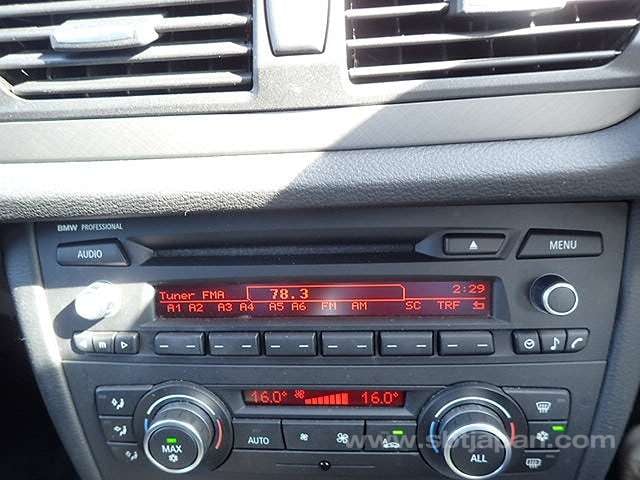 BMW PROFESSIONAL
AUDIO
MENU
Tuner FMA 78.3 2:29
A1 A2 A3 A4 A5 A6 FM AM SC TRF
m
16.0° 16.0°
AUTO
MAX
ALL
www.sbtjapan.com